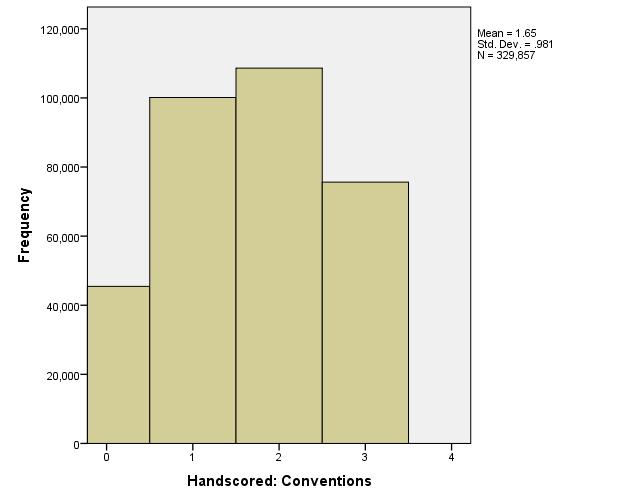 120,000
100,000
80,000
60,000
40,000
20,000
0
Frequency
0 1 2 3 4
Handscored: Conventions
Mean = 1.65
Std. Dev. = .981
N = 329,857